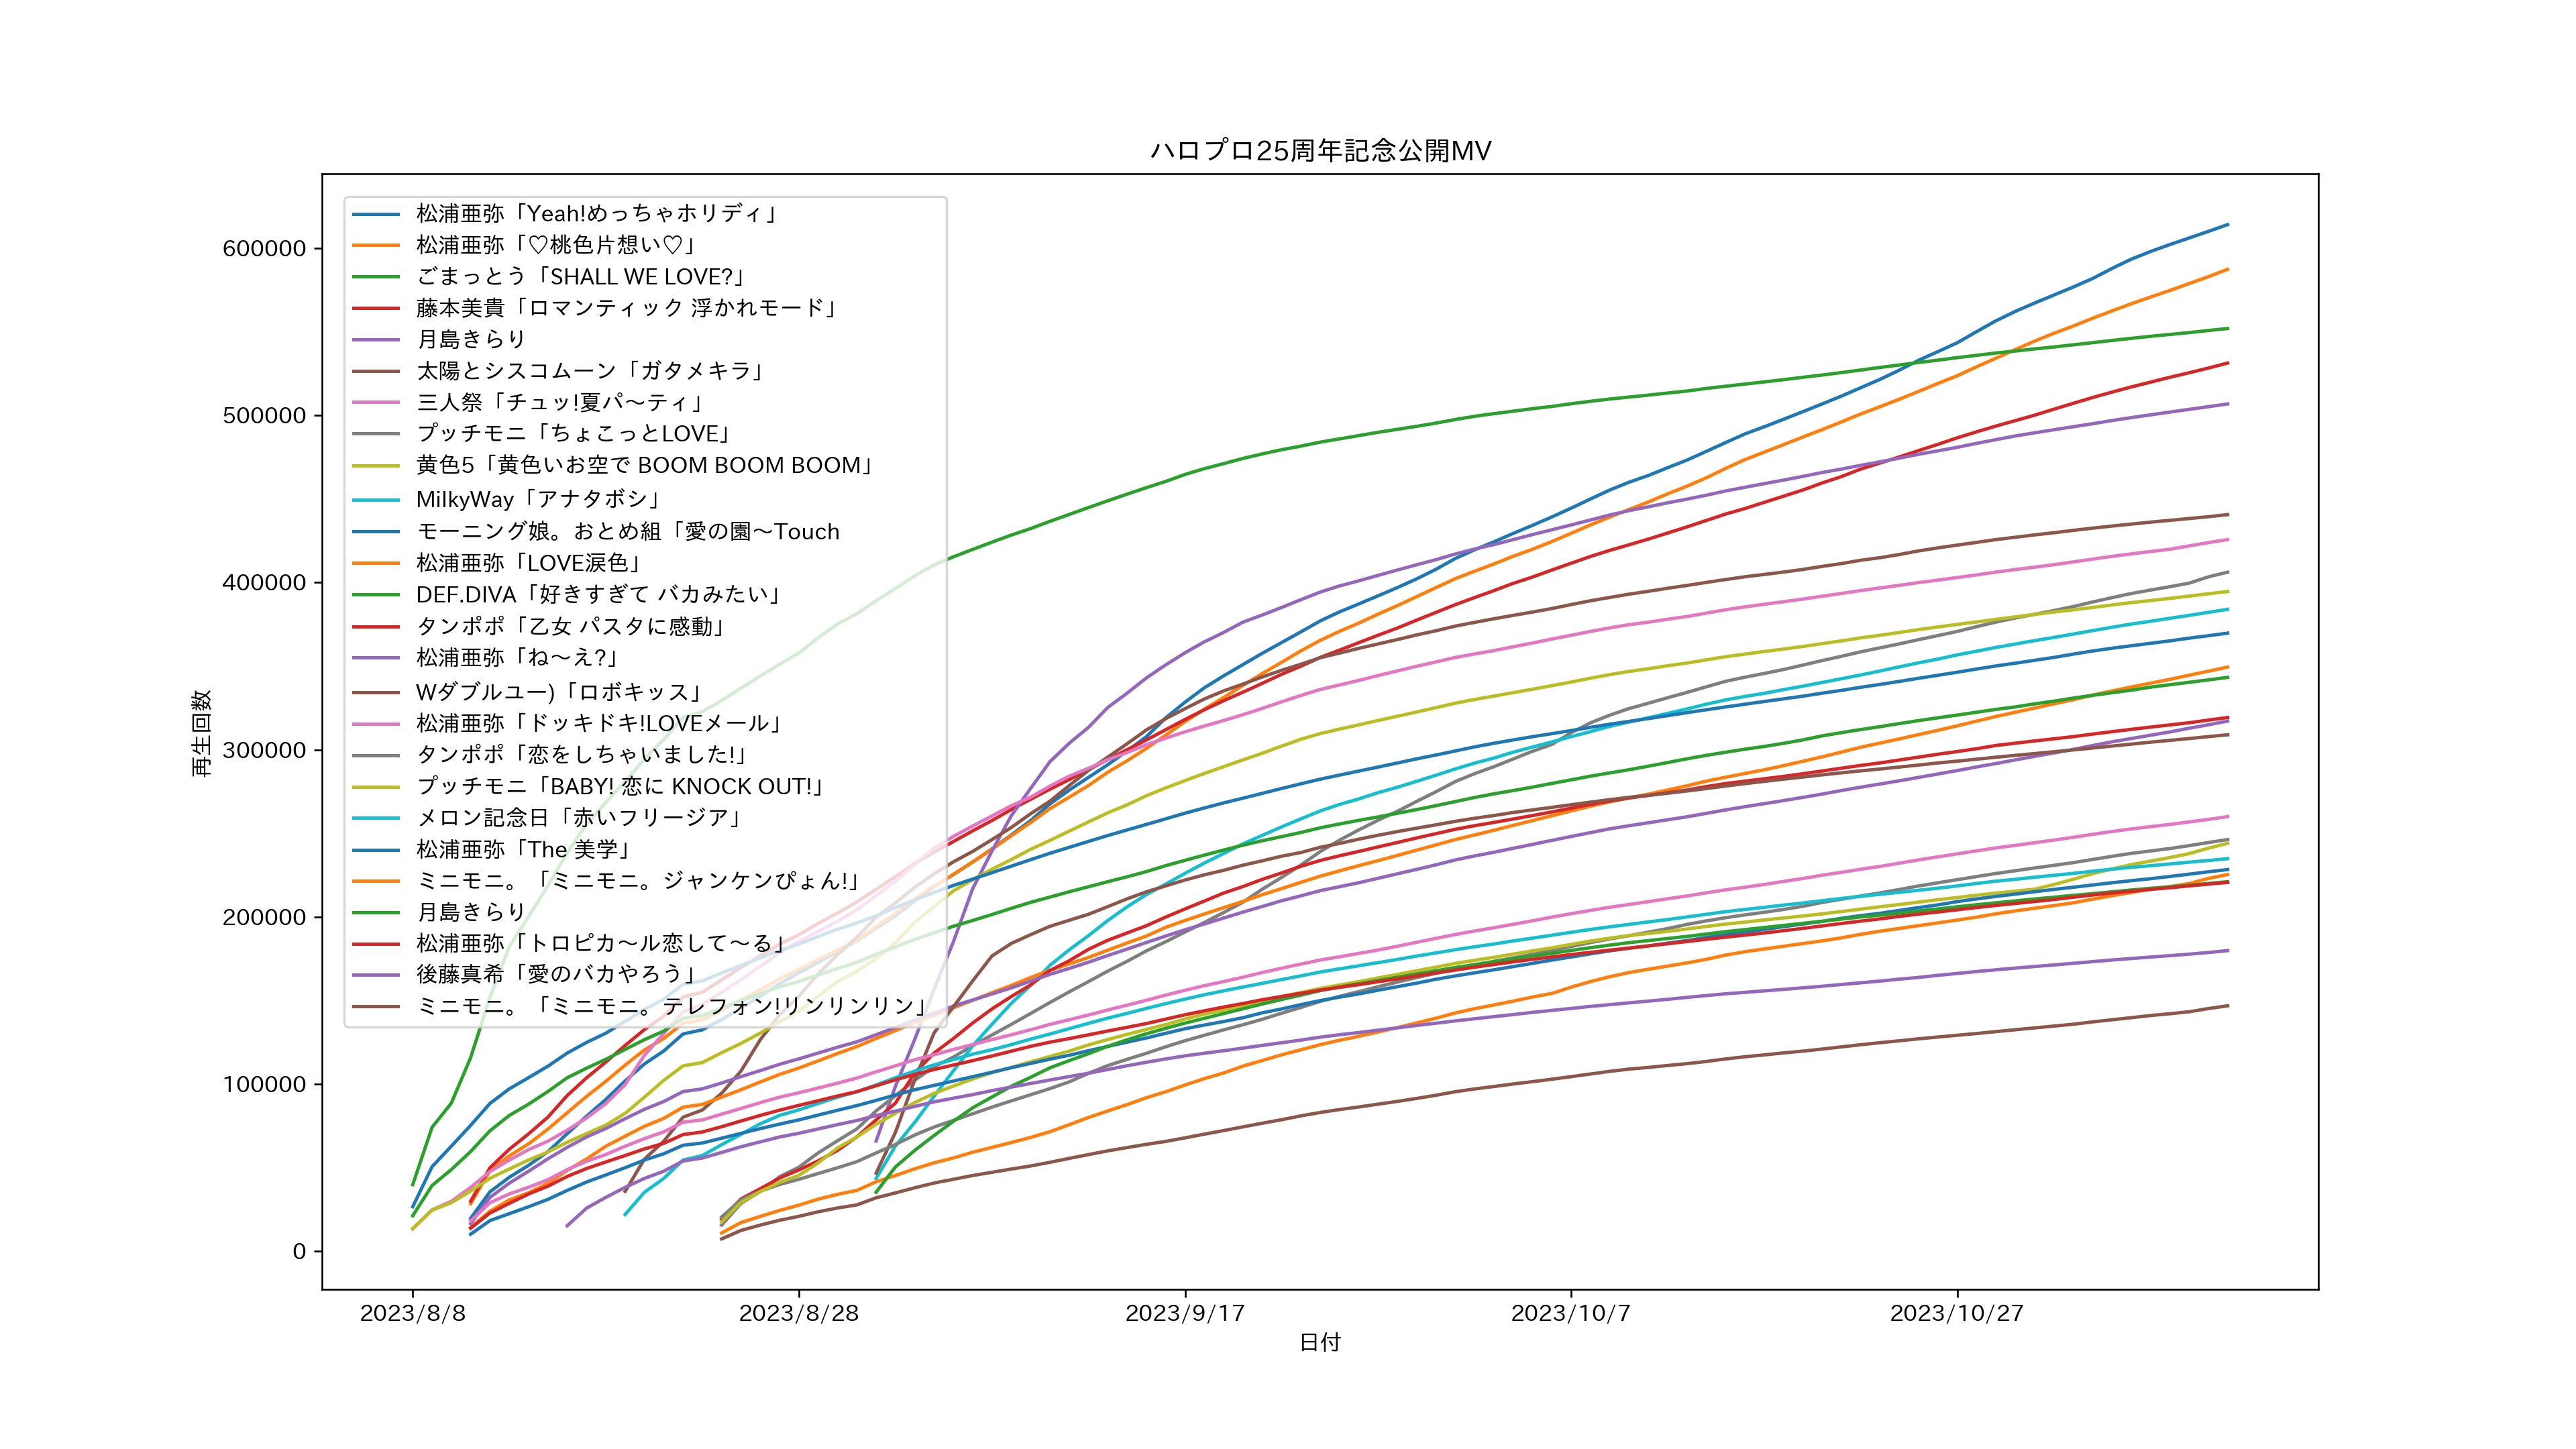 ハロプロ25周年記念公開MV
松浦亜弥「Yeah!めっちゃホリディ」
松浦亜弥「♡桃色片想い♡」
ごまっとう「SHALL WE LOVE?」
藤本美貴「ロマンティック 浮かれモード」
月島きらり
太陽とシスコムーン「ガタメキラ」
三人祭「チュッ!夏パ〜ティ」
プッチモニ「ちょこっとLOVE」
黄色5「黄色いお空で BOOM BOOM BOOM」
MilkyWay「アナタボシ」
モーニング娘。おとめ組「愛の園〜Touch
松浦亜弥「LOVE涙色」
DEF.DIVA「好きすぎて バカみたい」
タンポポ「乙女 パスタに感動」
松浦亜弥「ね〜え?」
Wダブルユー)「ロボキッス」
松浦亜弥「ドッキドキ!LOVEメール」
タンポポ「恋をしちゃいました!」
プッチモニ「BABY! 恋に KNOCK OUT!」
メロン記念日「赤いフリージア」
松浦亜弥「The 美学」
ミニモニ。「ミニモニ。ジャンケンぴょん!」
月島きらり
松浦亜弥「トロピカ〜ル恋して〜る」
後藤真希「愛のバカやろう」
ミニモニ。「ミニモニ。テレフォン!リンリンリン」
600000
500000
400000
300000
200000
100000
0
再生回数
2023/8/8
2023/8/28
2023/9/17
2023/10/7
2023/10/27
日付